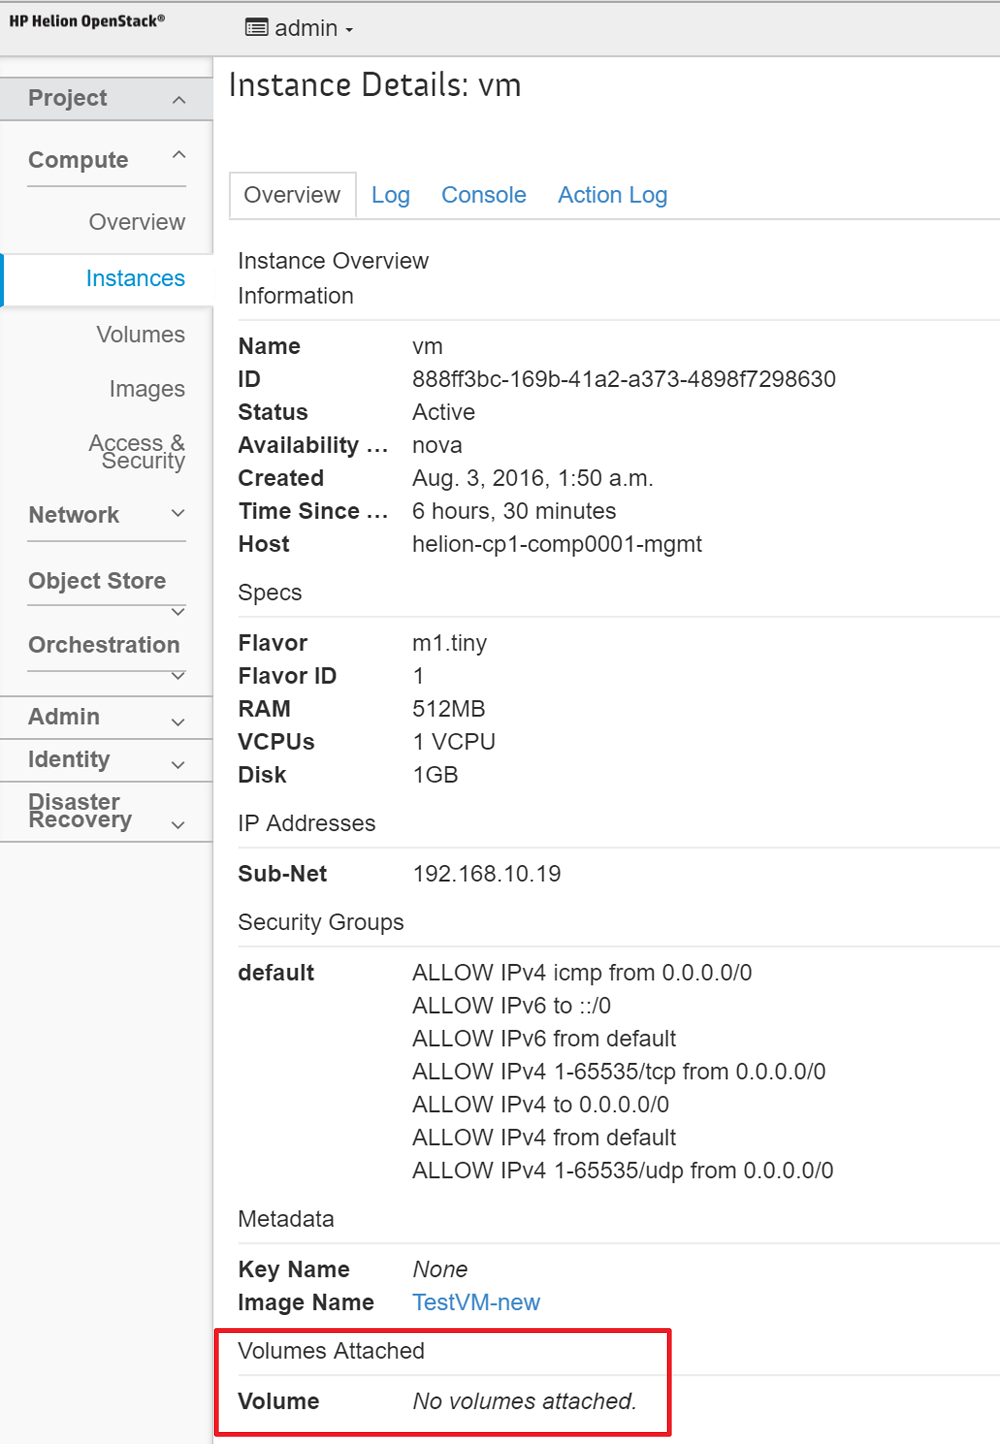 HP Helion OpenStack®
admin
Project
Compute
Overview
Instances
Volumes
Images
Access &
Security
Network
Object Store
Orchestration
Admin
Identity
Disaster
Recovery
Instance Details: vm
Overview Log Console Action Log
Instance Overview
Information
Name vm
ID 888ff3bc-169b-41a2-a373-4898f7298630
Status Active
Availability ... nova
Created Aug. 3, 2016, 1:50 a.m.
Time Since ... 6 hours, 30 minutes
Host helion-cp1-comp0001-mgmt
Specs
Flavor m1.tiny
Flavor ID 1
RAM 512MB
VCPUs 1 VCPU
Disk 1GB
IP Addresses
Sub-Net 192.168.10.19
Security Groups
default ALLOW IPv4 icmp from 0.0.0.0/0
ALLOW IPv6 to ::/0
ALLOW IPv6 from default
ALLOW IPv4 1-65535/tcp from 0.0.0.0/0
ALLOW IPv4 to 0.0.0.0/0
ALLOW IPv4 from default
ALLOW IPv4 1-65535/udp from 0.0.0.0/0
Metadata
Key Name None
Image Name TestVM-new
Volumes Attached
Volume No volumes attached.